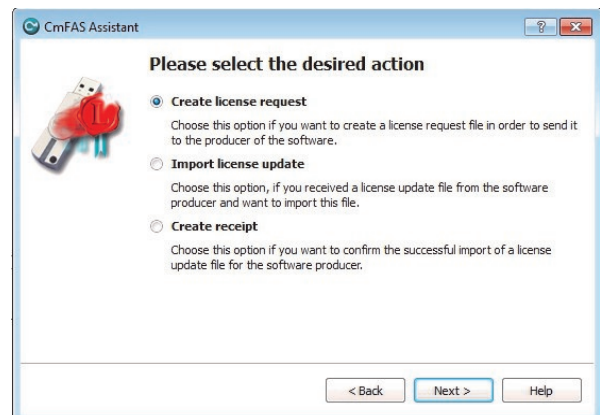 CmFAS Assistant
?
Please select the desired action
Create license request
Choose this option if you want to create a license request file in order to send it
to the producer of the software.
Import license update
Choose this option, if you received a license update file from the software
producer and want to import this file.
Create receipt
Choose this option if you want to confirm the successful import of a license
update file for the software producer.
< Back Next > Help